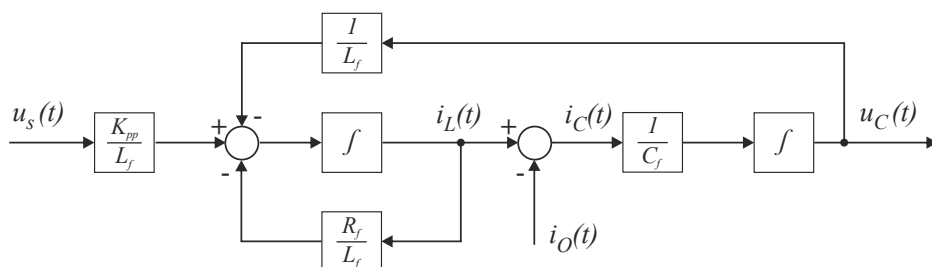 1
L_f
-
u_s(t)
K_pp
L_f
+
-
∫
i_L(t)
+
-
i_C(t)
1
C_f
∫
u_C(t)
R_f
L_f
i_O(t)